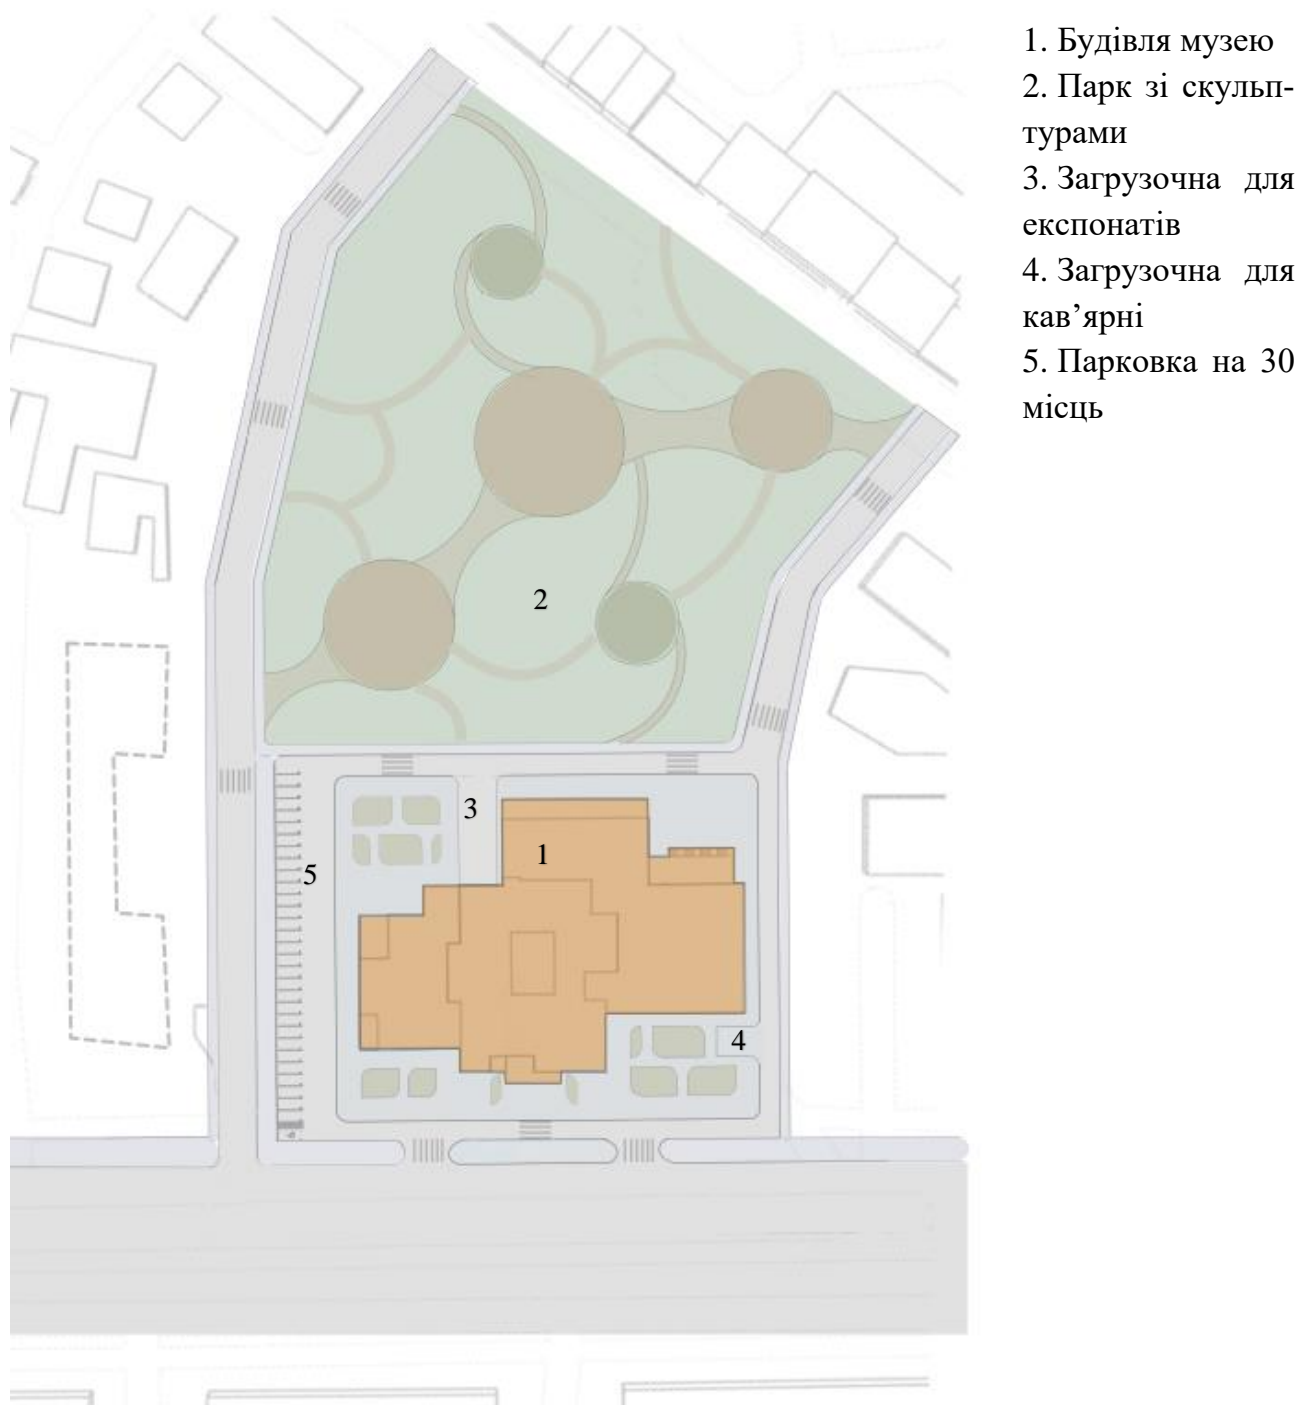 1. Будівля музею
2. Парк зі скульп-
турами
3. Загрузочна для
експонатів
4. Загрузочна для
кав’ярні
5. Парковка на 30
місць
2
3
1
5
4